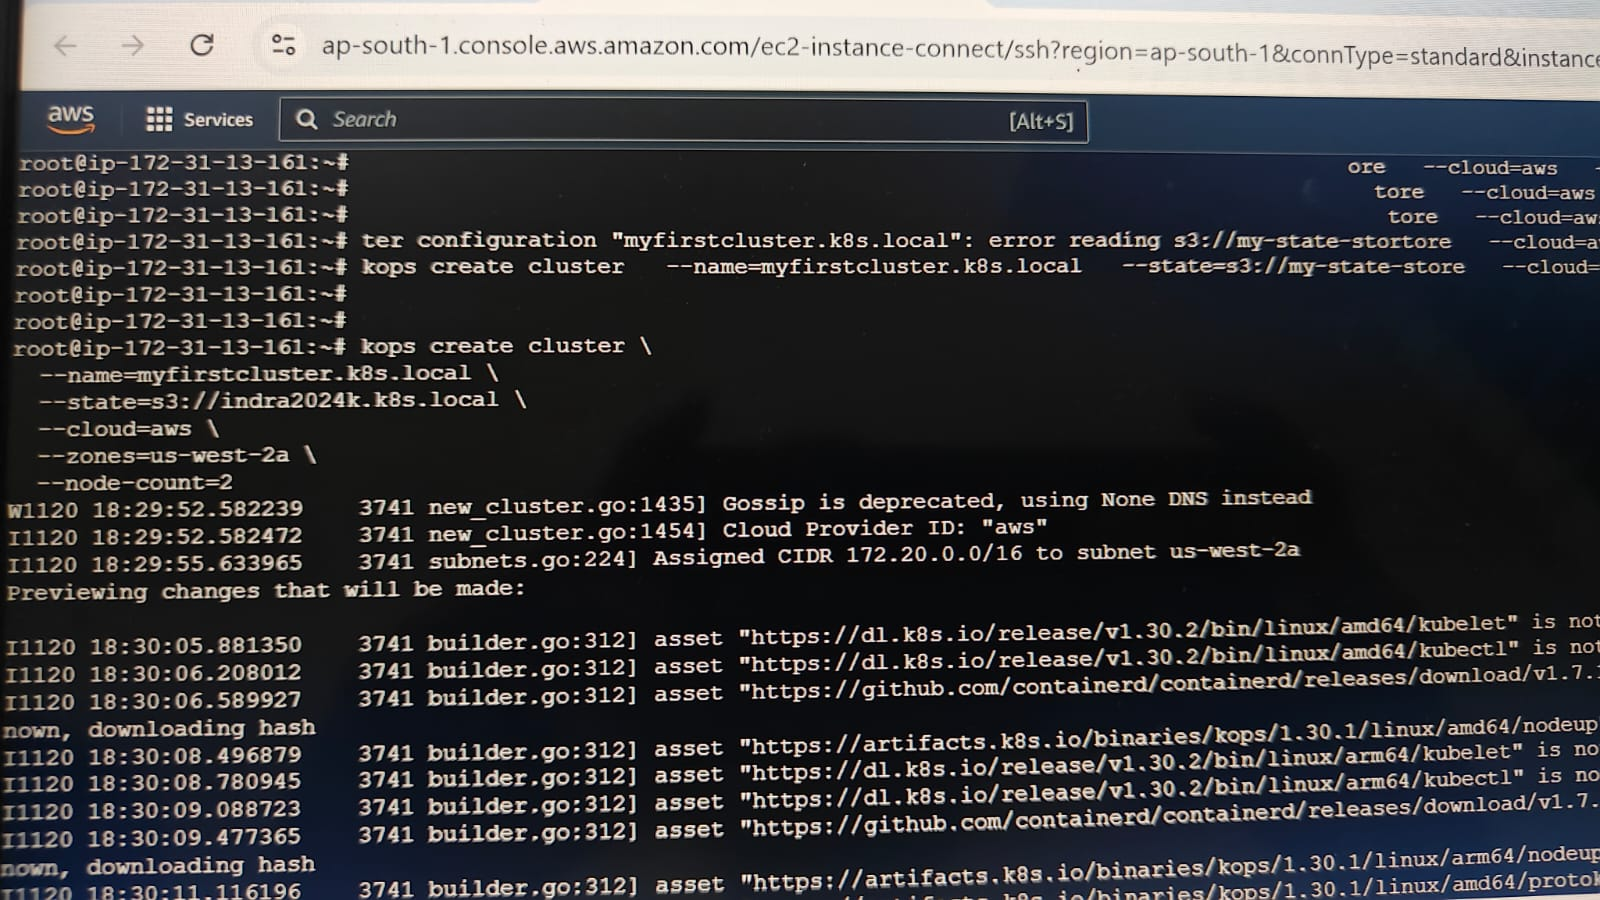 ap-south-1.console.aws.amazon.com/ec2-instance-connect/ssh?region=ap-south-1&connType=standard&instance
aws Services Search [Alt+S]
root@ip-172-31-13-161:~# ore --cloud=aws
root@ip-172-31-13-161:~# tore --cloud=aws
root@ip-172-31-13-161:~# tore --cloud=aws
root@ip-172-31-13-161:~# ter configuration "myfirstcluster.k8s.local": error reading s3://my-state-stortore --cloud=a
root@ip-172-31-13-161:~# kops create cluster --name=myfirstcluster.k8s.local --state=s3://my-state-store --cloud=
root@ip-172-31-13-161:~#
root@ip-172-31-13-161:~#
root@ip-172-31-13-161:~# kops create cluster \
--name=myfirstcluster.k8s.local \
--state=s3://indra2024k.k8s.local \
--cloud=aws \
--zones=us-west-2a \
--node-count=2
W1120 18:29:52.582239 3741 new_cluster.go:1435] Gossip is deprecated, using None DNS instead
I1120 18:29:52.582472 3741 new_cluster.go:1454] Cloud Provider ID: "aws"
I1120 18:29:55.633965 3741 subnets.go:224] Assigned CIDR 172.20.0.0/16 to subnet us-west-2a
Previewing changes that will be made:
I1120 18:30:05.881350 3741 builder.go:312] asset "https://dl.k8s.io/release/v1.30.2/bin/linux/amd64/kubelet" is not
I1120 18:30:06.208012 3741 builder.go:312] asset "https://dl.k8s.io/release/v1.30.2/bin/linux/amd64/kubectl" is not
I1120 18:30:06.589927 3741 builder.go:312] asset "https://github.com/containerd/containerd/releases/download/v1.7.
nown, downloading hash
I1120 18:30:08.496879 3741 builder.go:312] asset "https://artifacts.k8s.io/binaries/kops/1.30.1/linux/amd64/nodeup
I1120 18:30:08.780945 3741 builder.go:312] asset "https://dl.k8s.io/release/v1.30.2/bin/linux/arm64/kubelet" is no
I1120 18:30:09.088723 3741 builder.go:312] asset "https://dl.k8s.io/release/v1.30.2/bin/linux/arm64/kubectl" is no
I1120 18:30:09.477365 3741 builder.go:312] asset "https://github.com/containerd/containerd/releases/download/v1.7.
nown, downloading hash
I1120 18:30:11.116196 3741 builder.go:312] asset "https://artifacts.k8s.io/binaries/kops/1.30.1/linux/arm64/nodeup
k8s.io/binaries/kops/1.30.1/linux/amd64/protok